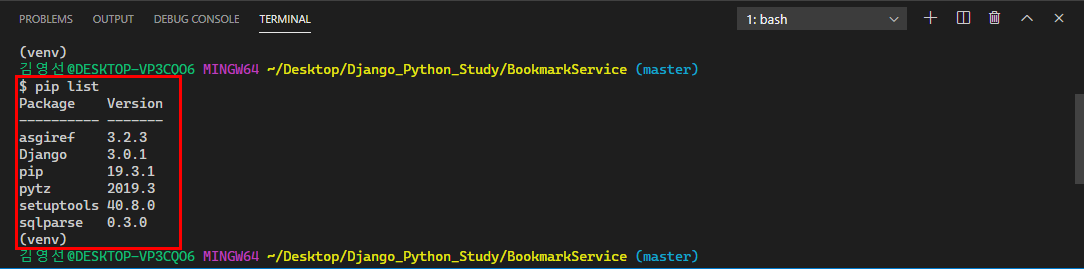 PROBLEMS OUTPUT DEBUG CONSOLE TERMINAL 1: bash
(venv)
김영선@DESKTOP-VP3CQO6 MINGW64 ~/Desktop/Django_Python_Study/BookmarkService (master)
$ pip list
Package    Version
---------- -------
asgiref    3.2.3
Django     3.0.1
pip        19.3.1
pytz       2019.3
setuptools 40.8.0
sqlparse   0.3.0
(venv)
김영선@DESKTOP-VP3CQO6 MINGW64 ~/Desktop/Django_Python_Study/BookmarkService (master)